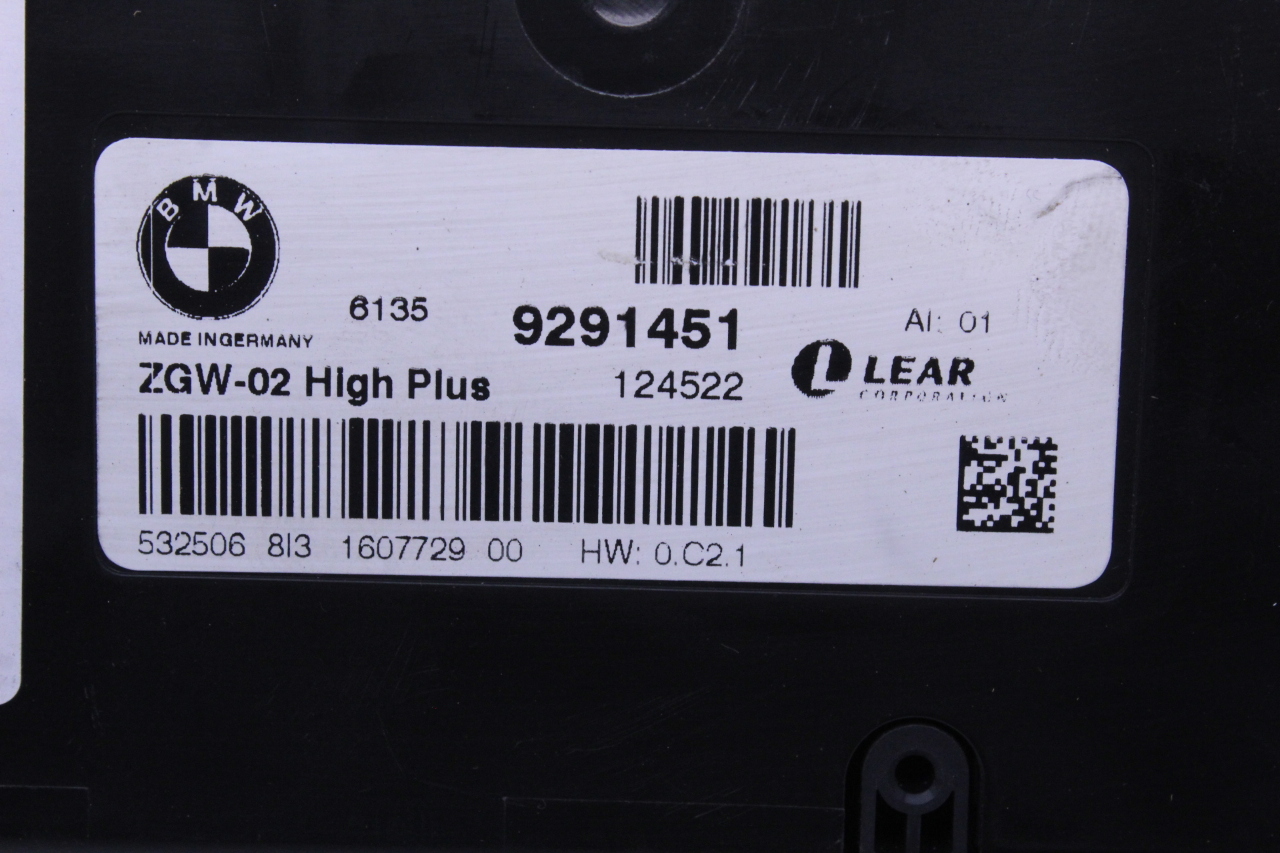 BMW
6135 9291451 AI: 01
MADE INGERMANY
ZGW-02 High Plus 124522 LEAR
CORPORATION
532506 8I3 1607729 00 HW: 0.C2.1